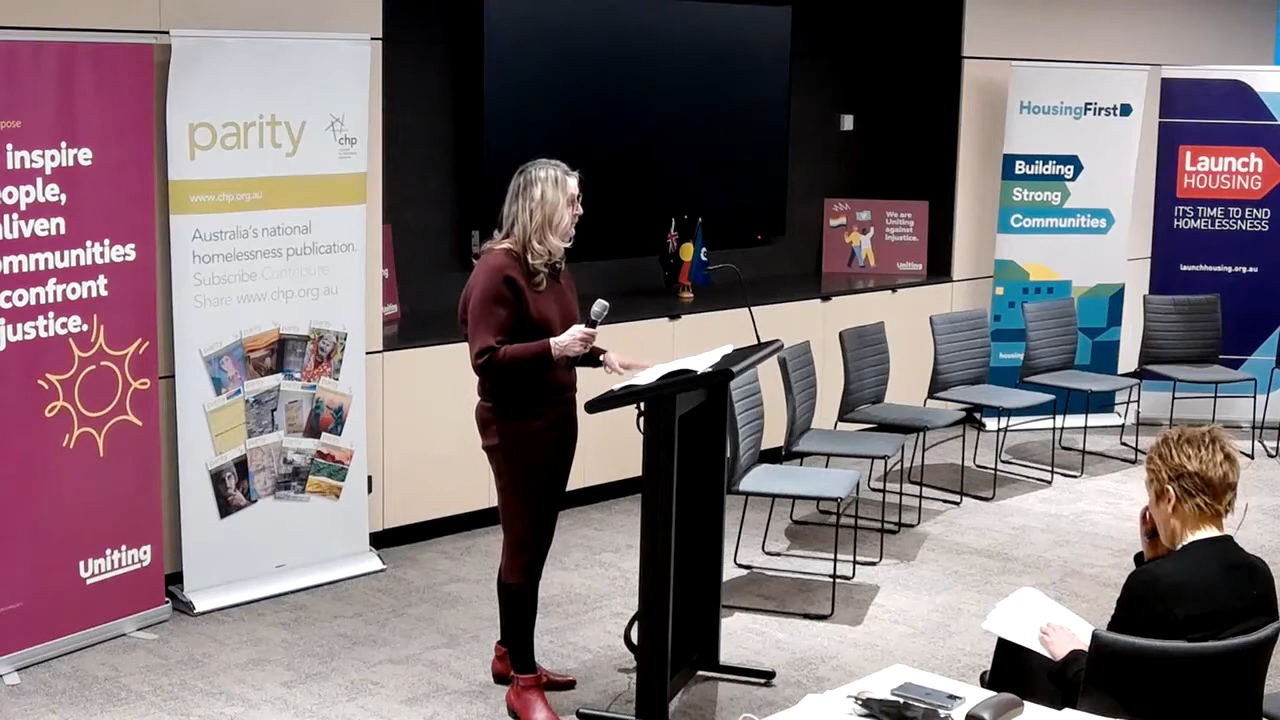 pose
inspire
eople,
nliven
ommunities
confront
justice.
Uniting
parity
chp
www.chp.org.au
Australia's national
homelessness publication.
Subscribe Contribute
Share www.chp.org.au
We are
Uniting
against
injustice.
Uniting
HousingFirst
Building
Strong
Communities
housing
Launch
HOUSING
IT'S TIME TO END
HOMELESSNESS
launchhousing.org.au